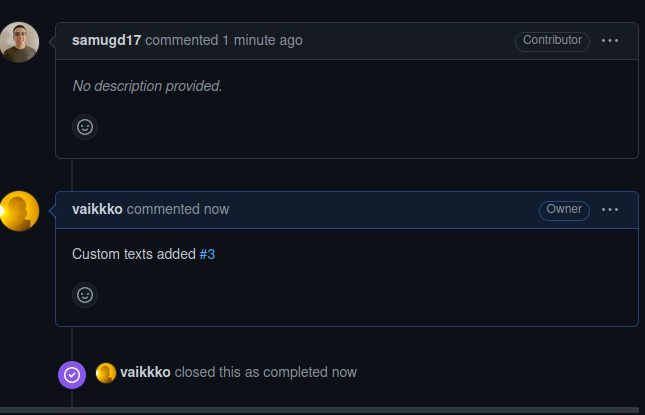 samugd17 commented 1 minute ago Contributor
No description provided.
vaikkko commented now Owner
Custom texts added #3
vaikkko closed this as completed now